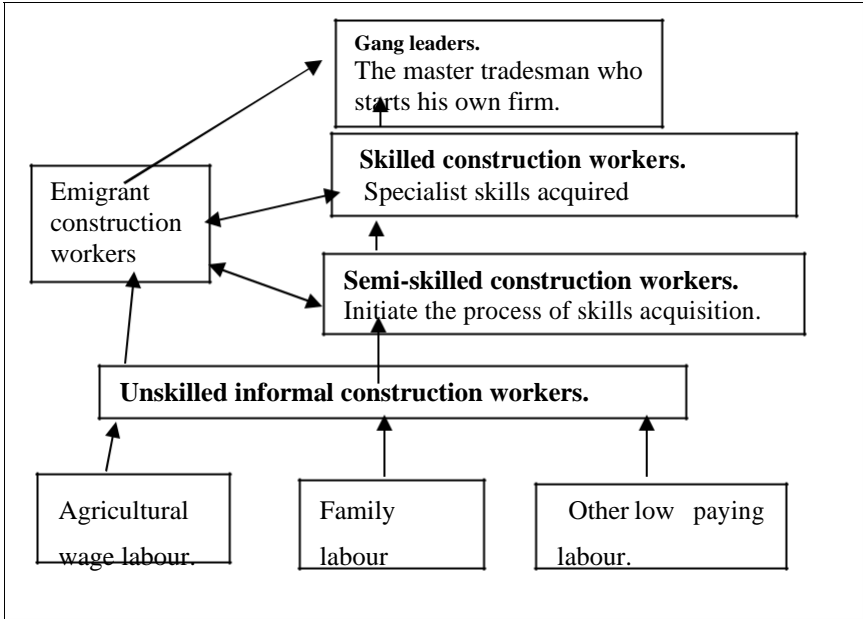 Gang leaders.
The master tradesman who
starts his own firm.
Skilled construction workers.
Specialist skills acquired
Emigrant
construction
workers
Semi-skilled construction workers.
Initiate the process of skills acquisition.
Unskilled informal construction workers.
Agricultural
wage labour.
Family
labour
Other low paying
labour.